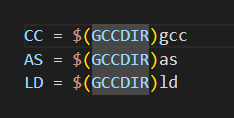 CC = $(GCCDIR)gcc
AS = $(GCCDIR)as
LD = $(GCCDIR)ld